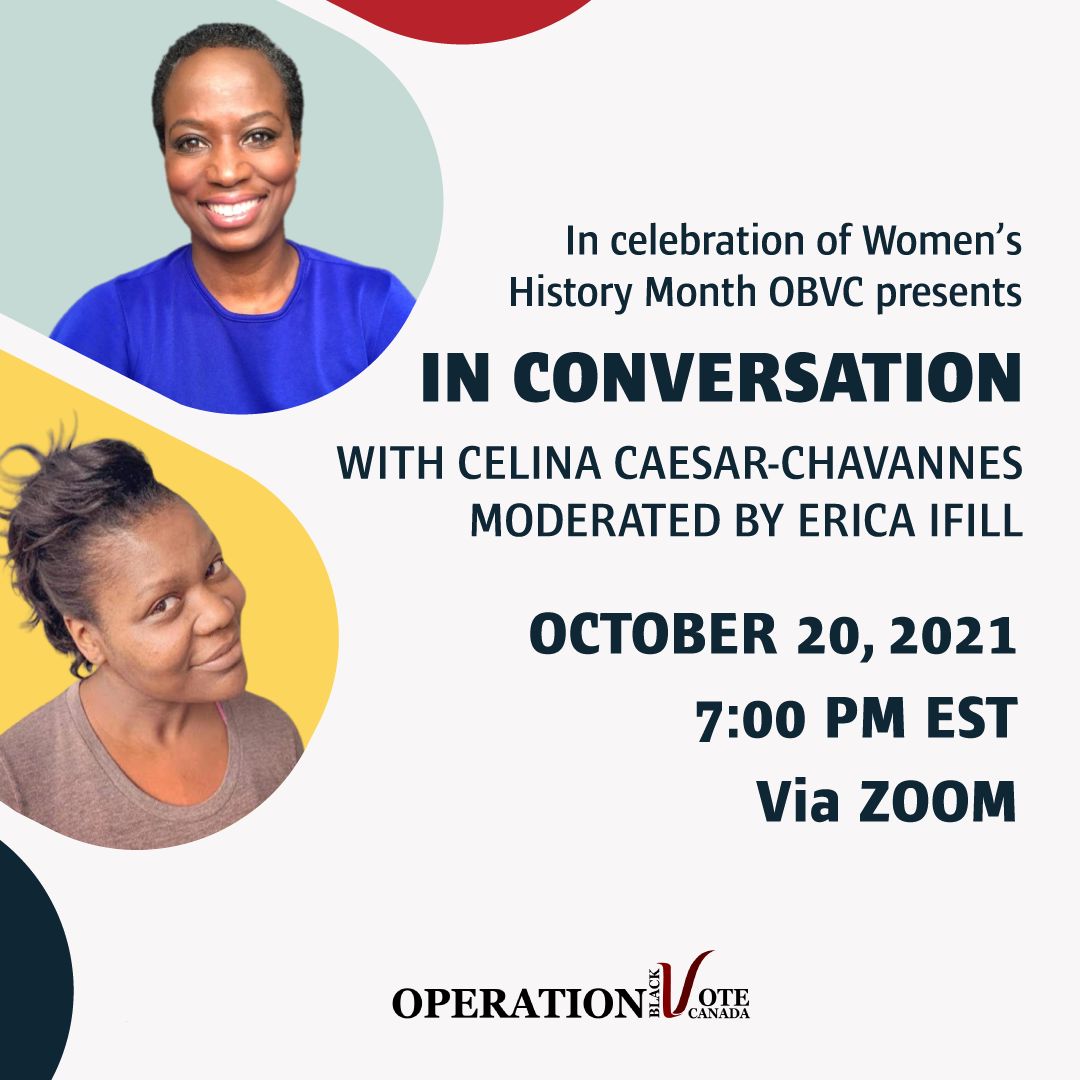 In celebration of Women’s
History Month OBVC presents
IN CONVERSATION
WITH CELINA CAESAR-CHAVANNES
MODERATED BY ERICA IFILL
OCTOBER 20, 2021
7:00 PM EST
Via ZOOM
OPERATION BLACK VOTE
CANADA